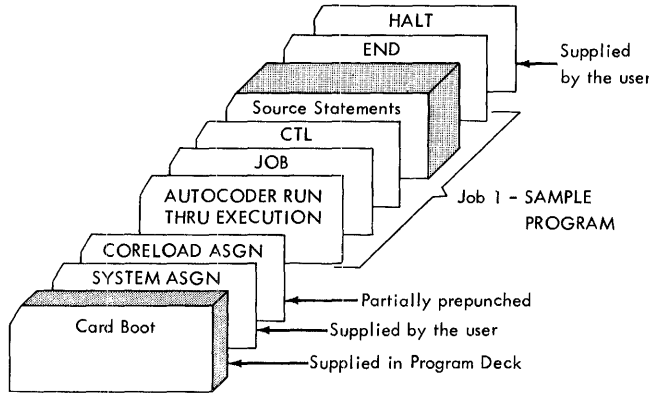 HALT
END
Supplied
by the user
Source Statements
CTL
JOB
Job 1 - SAMPLE
PROGRAM
AUTOCODER RUN
THRU EXECUTION
CORELOAD ASGN
SYSTEM ASGN
Partially prepunched
Card Boot
Supplied by the user
Supplied in Program Deck